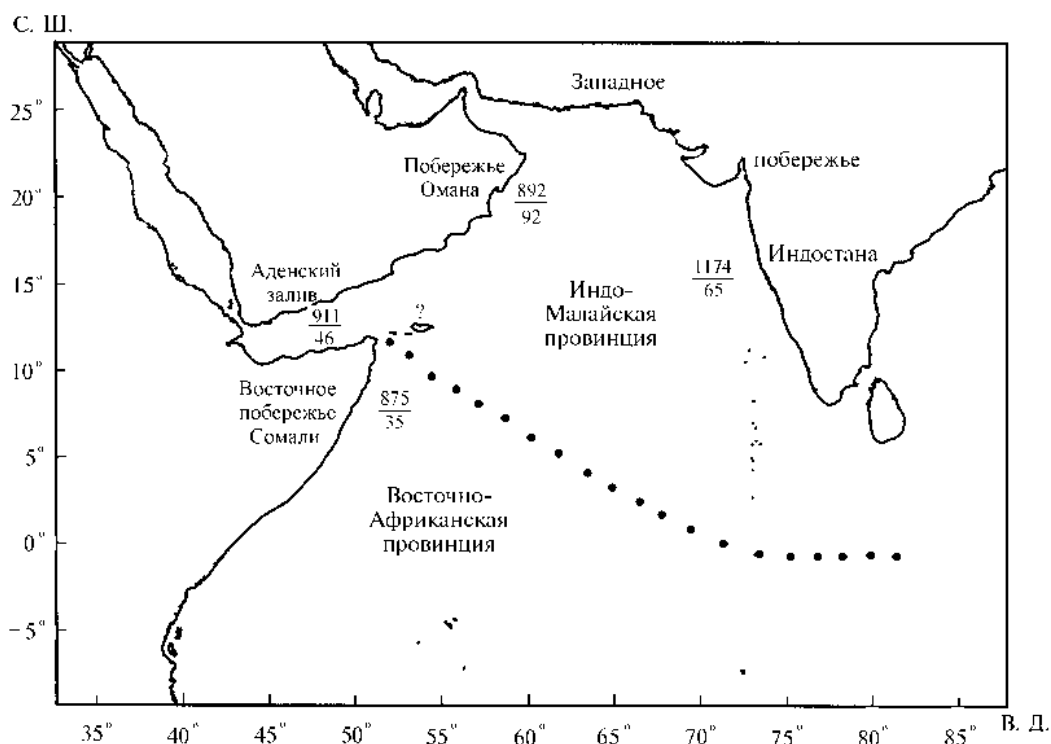 С. Ш.
Западное
25°
побережье
Побережье
Омана
20°
892
92
Индостана
Аденский
залив
15°
1174
65
Индо-
Малайская
провинция
911
46
?
10°
Восточное
побережье
Сомали
875
35
5°
Восточно-
Африканская
провинция
0°
−5°
35° 40° 45° 50° 55° 60° 65° 70° 75° 80° 85° В. Д.